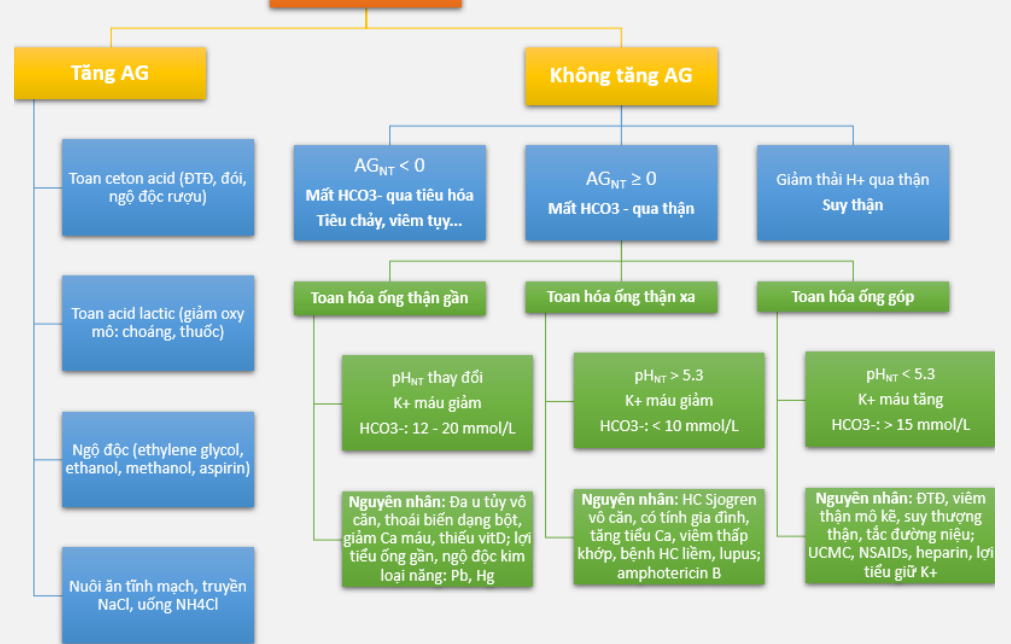 Tăng AG
Không tăng AG
Toan ceton acid (ĐTĐ, đói,
ngộ độc rượu)
Toan acid lactic (giảm oxy
mô: choáng, thuốc)
Ngộ độc (ethylene glycol,
ethanol, methanol, aspirin)
Nuôi ăn tĩnh mạch, truyền
NaCl, uống NH4Cl
AG_NT < 0
Mất HCO3- qua tiêu hóa
Tiêu chảy, viêm tụy...
AG_NT ≥ 0
Mất HCO3 - qua thận
Giảm thải H+ qua thận
Suy thận
Toan hóa ống thận gần
pH_NT thay đổi
K+ máu giảm
HCO3-: 12 - 20 mmol/L
Nguyên nhân: Đa u tủy vô
căn, thoái biến dạng bột,
giảm Ca máu, thiếu vitD; lợi
tiểu ống gần, ngộ độc kim
loại năng: Pb, Hg
Toan hóa ống thận xa
pH_NT > 5.3
K+ máu giảm
HCO3-: < 10 mmol/L
Nguyên nhân: HC Sjogren
vô căn, có tính gia đình,
tăng tiểu Ca, viêm thấp
khớp, bệnh HC liềm, lupus;
amphotericin B
Toan hóa ống góp
pH_NT < 5.3
K+ máu tăng
HCO3-: > 15 mmol/L
Nguyên nhân: ĐTĐ, viêm
thận mô kẽ, suy thượng
thận, tắc đường niệu;
UCMC, NSAIDs, heparin, lợi
tiểu giữ K+